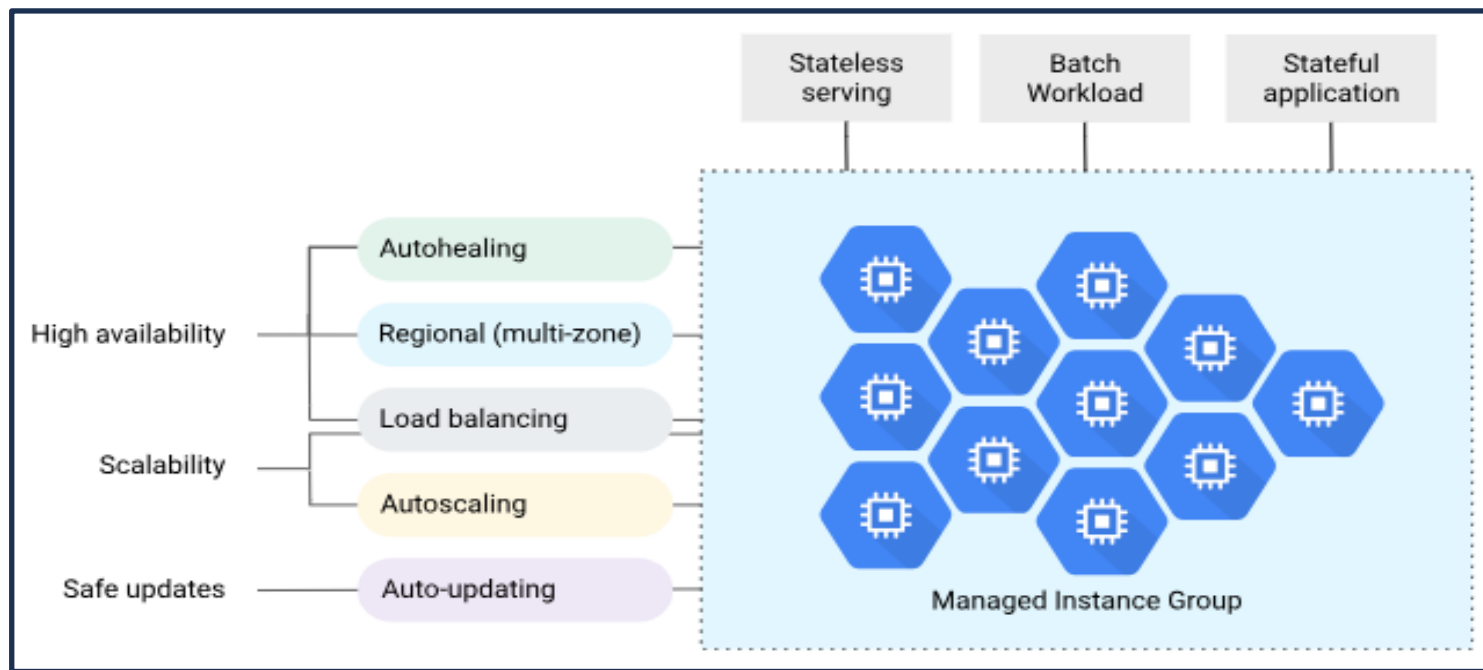 Stateless
serving
Batch
Workload
Stateful
application
Autohealing
High availability
Regional (multi-zone)
Load balancing
Scalability
Autoscaling
Safe updates
Auto-updating
Managed Instance Group